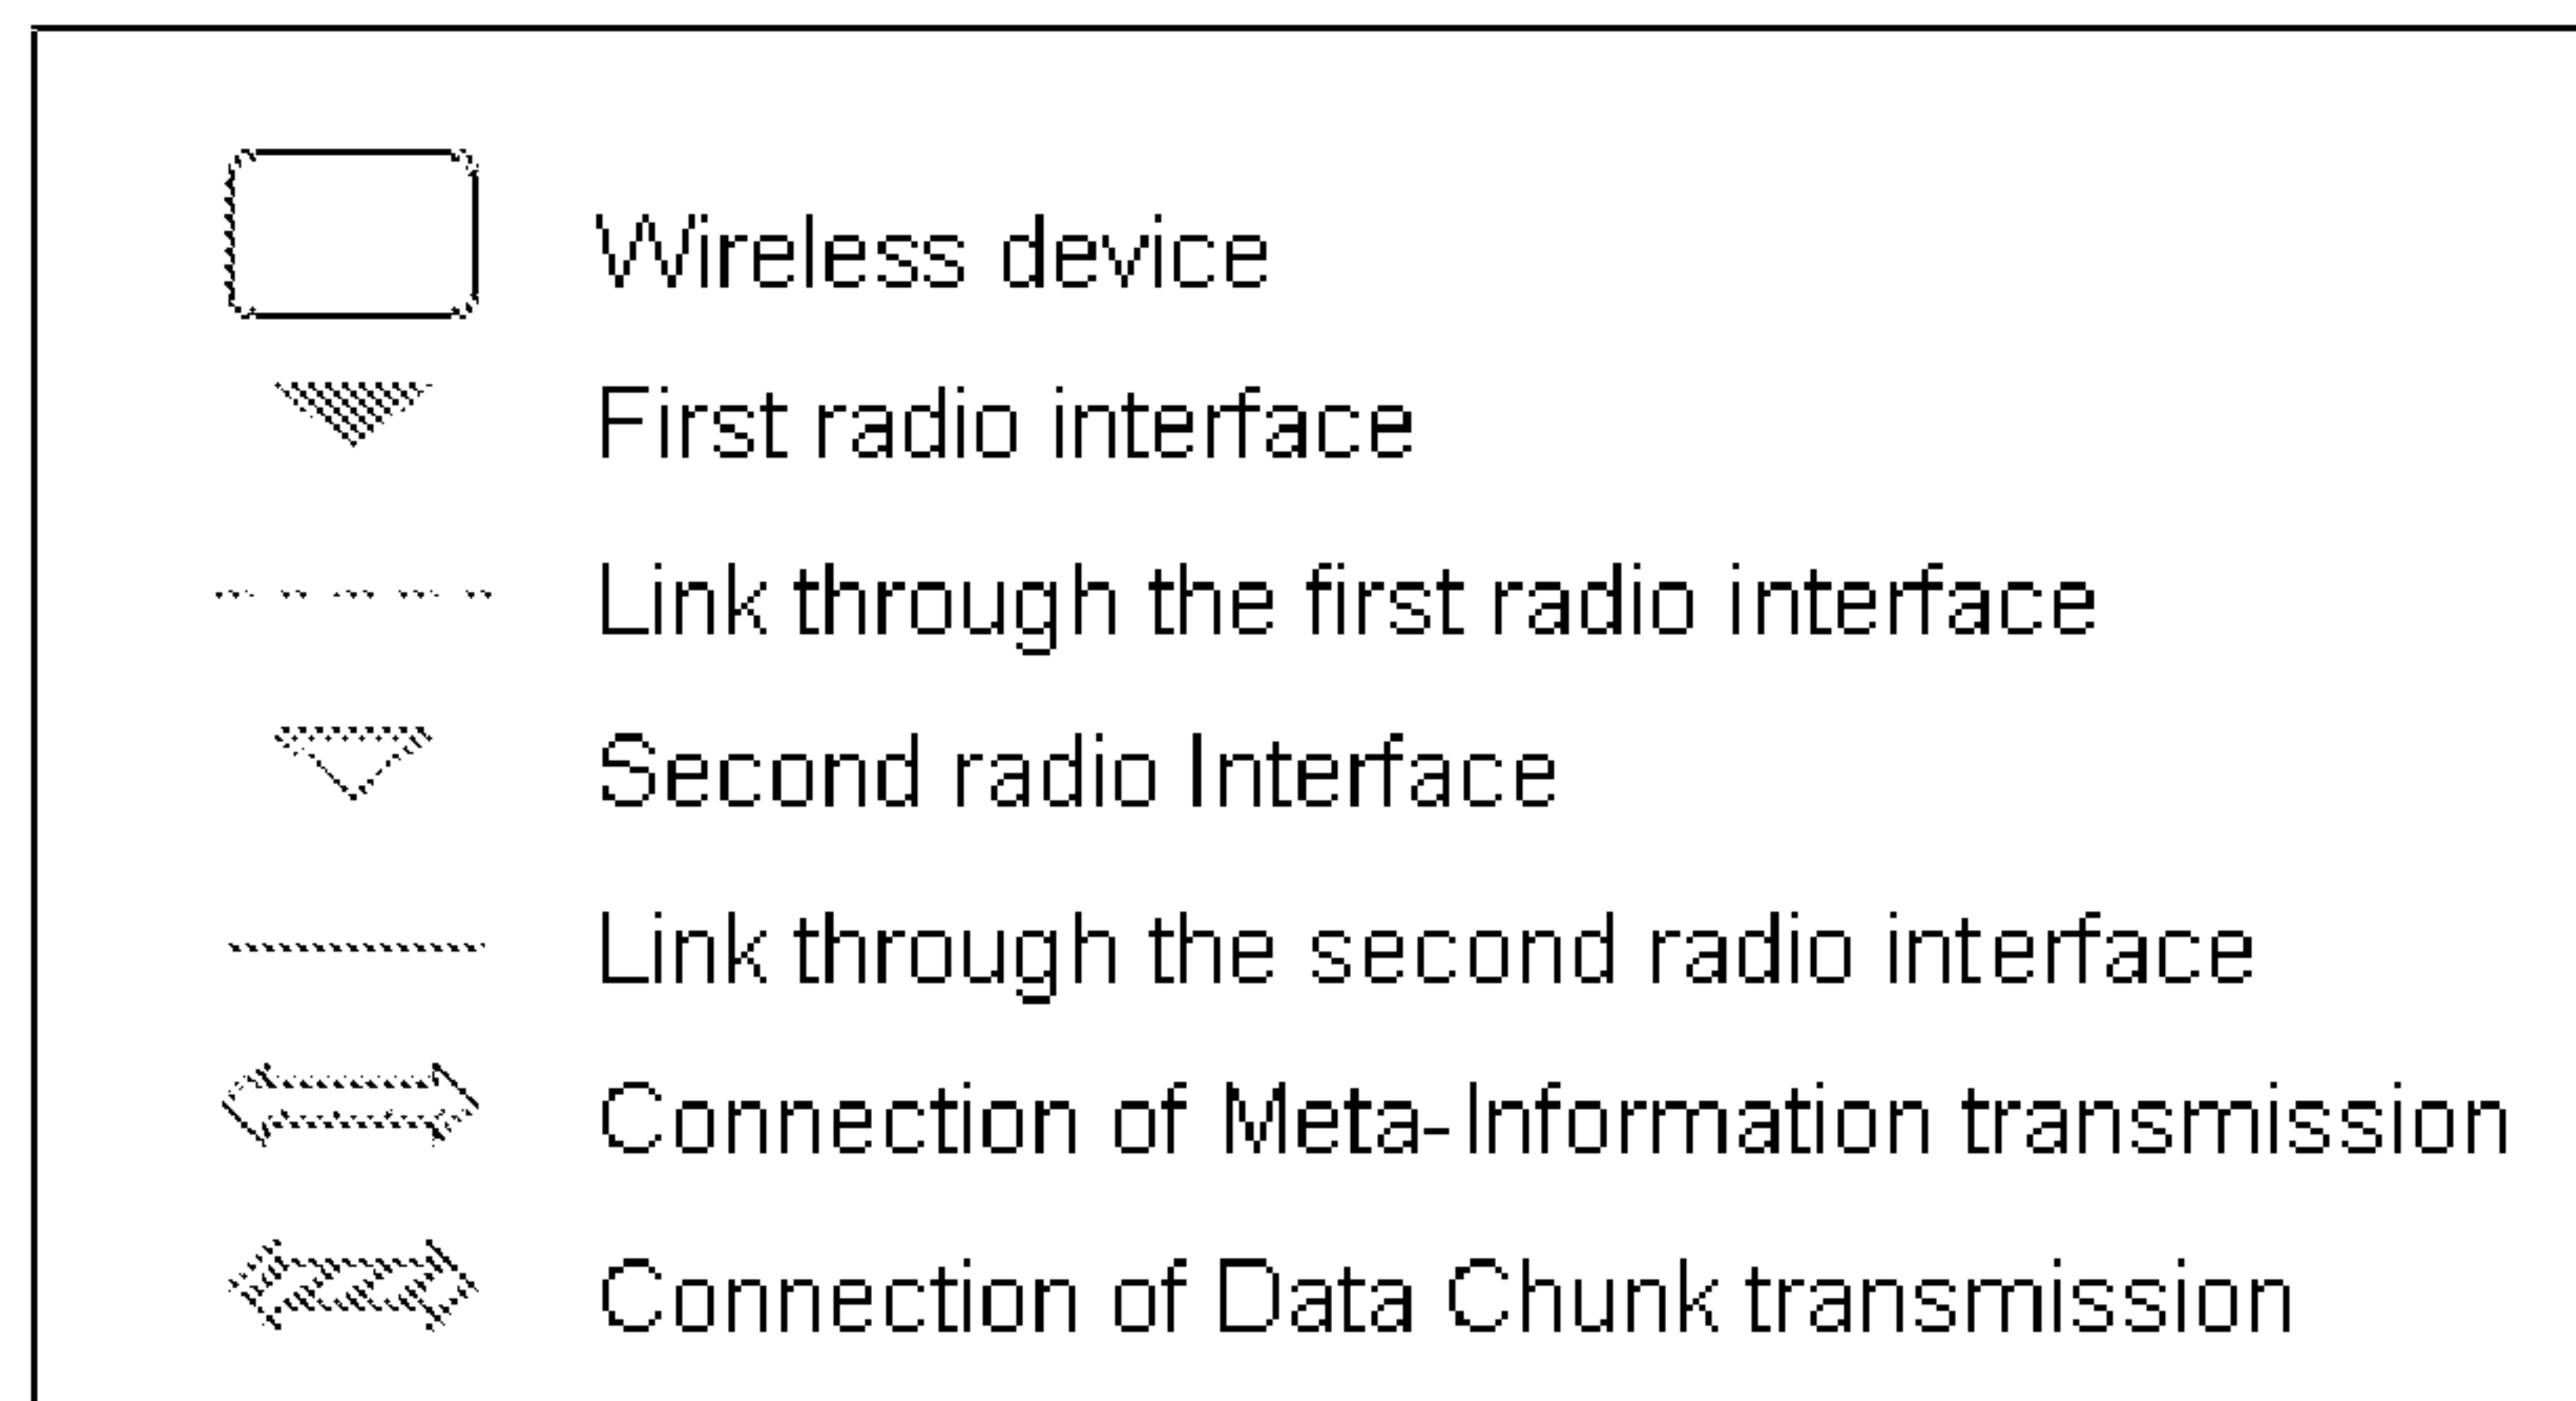 Wireless device
First radio interface
Link through the first radio interface
Second radio Interface
Link through the second radio interface
Connection of Meta-Information transmission
Connection of Data Chunk transmission